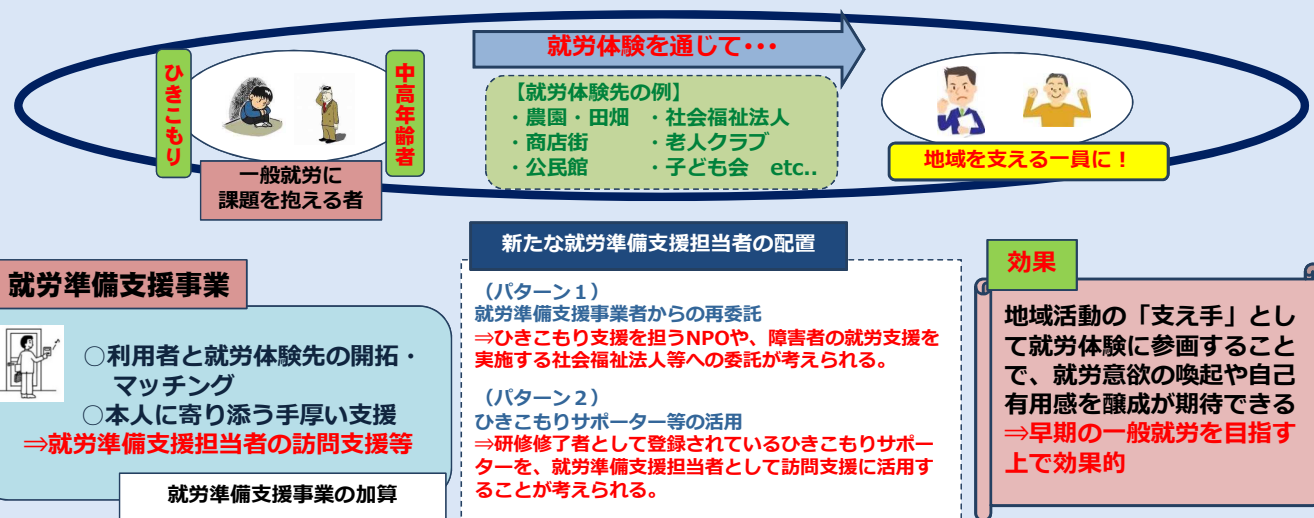 就労体験を通じて・・・
ひきこもり
中高年齢者
一般就労に
課題を抱える者
【就労体験先の例】
・農園・田畑 ・社会福祉法人
・商店街 ・老人クラブ
・公民館 ・子ども会 etc..
地域を支える一員に！
就労準備支援事業
○利用者と就労体験先の開拓・
マッチング
○本人に寄り添う手厚い支援
⇒就労準備支援担当者の訪問支援等
就労準備支援事業の加算
新たな就労準備支援担当者の配置
（パターン１）
就労準備支援事業者からの再委託
⇒ひきこもり支援を担うNPOや、障害者の就労支援を
実施する社会福祉法人等への委託が考えられる。
（パターン２）
ひきこもりサポーター等の活用
⇒研修修了者として登録されているひきこもりサポー
ターを、就労準備支援担当者として訪問支援に活用す
ることが考えられる。
効果
地域活動の「支え手」とし
て就労体験に参画すること
で、就労意欲の喚起や自己
有用感を醸成が期待できる
⇒早期の一般就労を目指す
上で効果的